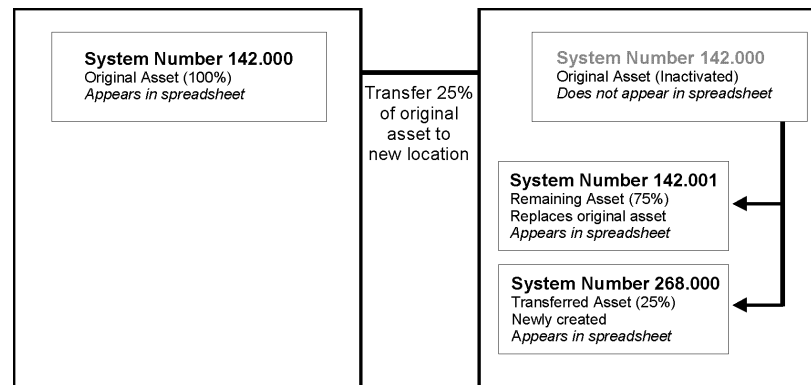 System Number 142.000
Original Asset (100%)
Appears in spreadsheet
Transfer 25%
of original
asset to
new location
System Number 142.000
Original Asset (Inactivated)
Does not appear in spreadsheet
System Number 142.001
Remaining Asset (75%)
Replaces original asset
Appears in spreadsheet
System Number 268.000
Transferred Asset (25%)
Newly created
Appears in spreadsheet